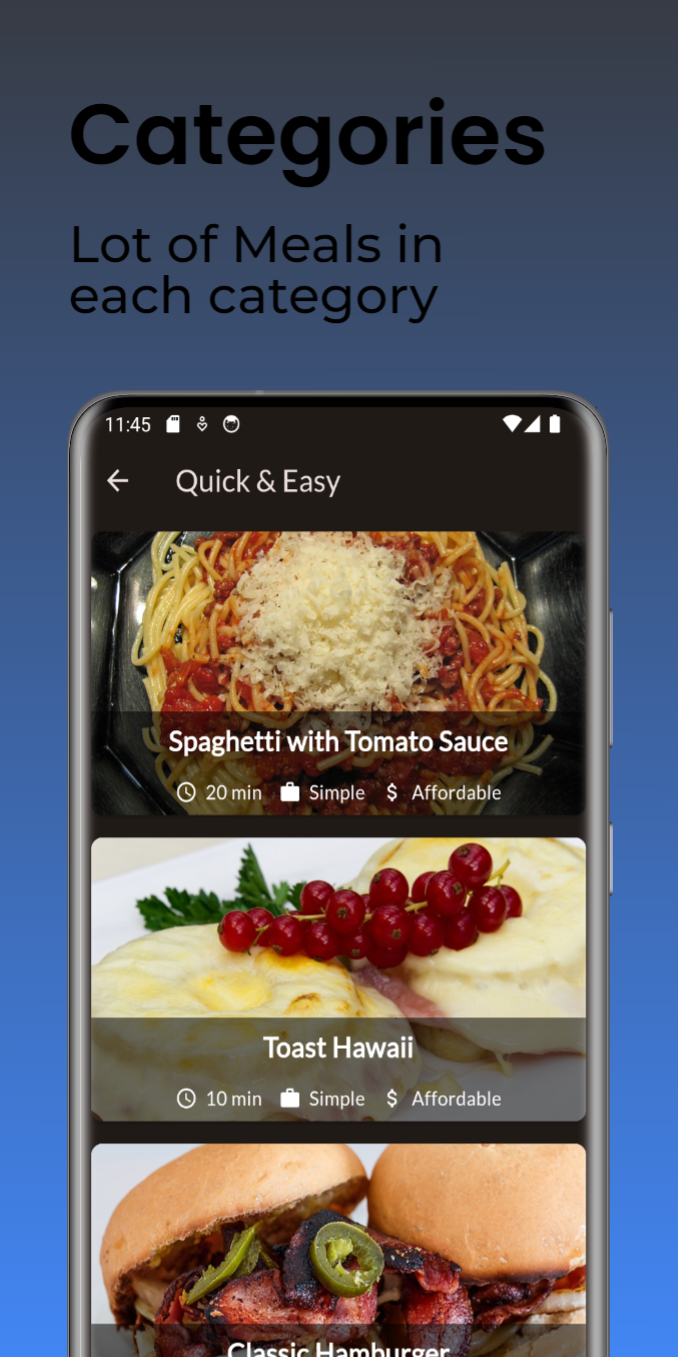 Categories
Lot of Meals in
each category
11:45
Quick & Easy
Spaghetti with Tomato Sauce
20 min Simple $ Affordable
Toast Hawaii
10 min Simple $ Affordable
Classic Hamburger